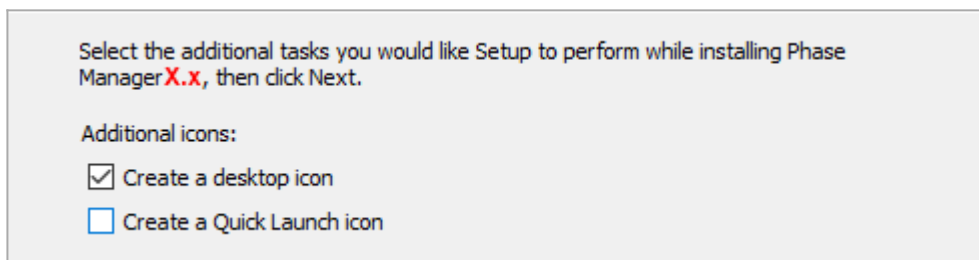 Select the additional tasks you would like Setup to perform while installing Phase
ManagerX.x, then click Next.
Additional icons:
Create a desktop icon
Create a Quick Launch icon